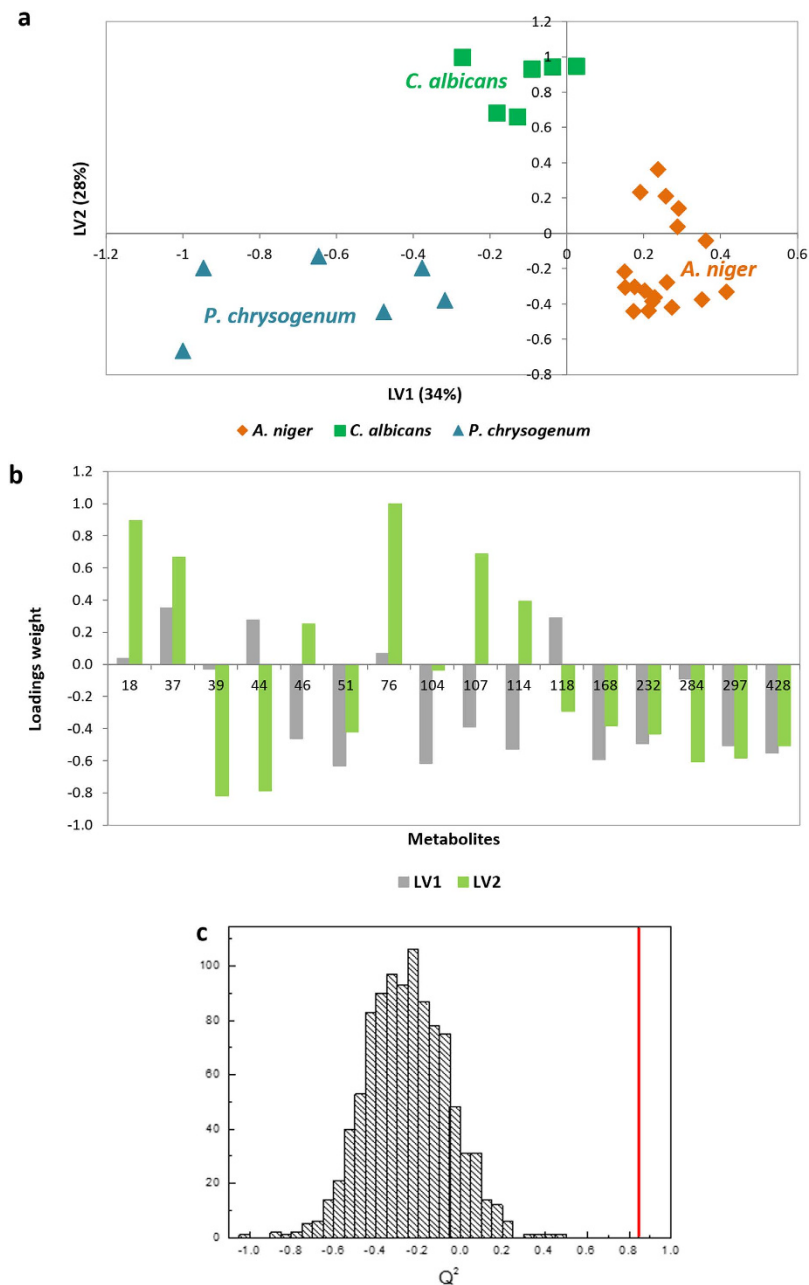 a
1.2
1
0.8
0.6
0.4
0.2
0
-0.2
-0.4
-0.6
-0.8
-1.2 -1 -0.8 -0.6 -0.4 -0.2 0 0.2 0.4 0.6
C. albicans
A. niger
P. chrysogenum
LV2 (28%)
LV1 (34%)
A. niger C. albicans P. chrysogenum
b
1.2
1.0
0.8
0.6
0.4
0.2
0.0
-0.2
-0.4
-0.6
-0.8
-1.0
18 37 39 44 46 51 76 104 107 114 118 168 232 284 297 428
Loadings weight
Metabolites
LV1 LV2
c
100
80
60
40
20
0
-1.0 -0.8 -0.6 -0.4 -0.2 0.0 0.2 0.4 0.6 0.8 1.0
Q²